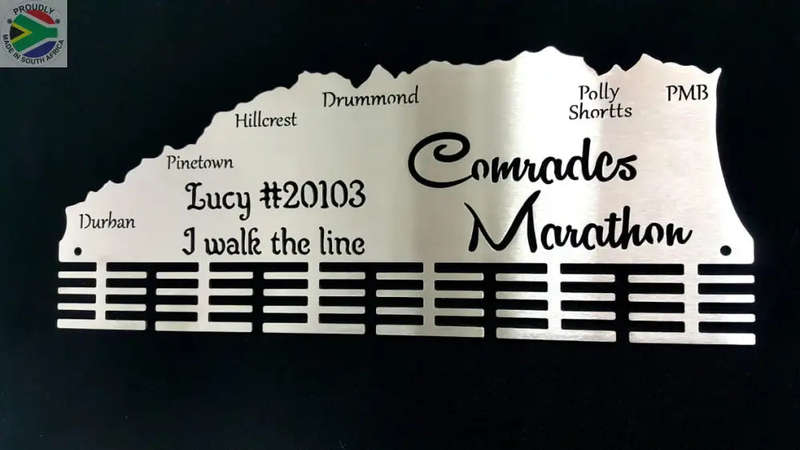 PROUDLY
MADE IN SOUTH AFRICA
Drummond
Polly
Shortts
PMB
Hillcrest
Pinetown
Durban
Lucy #20103
I walk the line
Comrades
Marathon